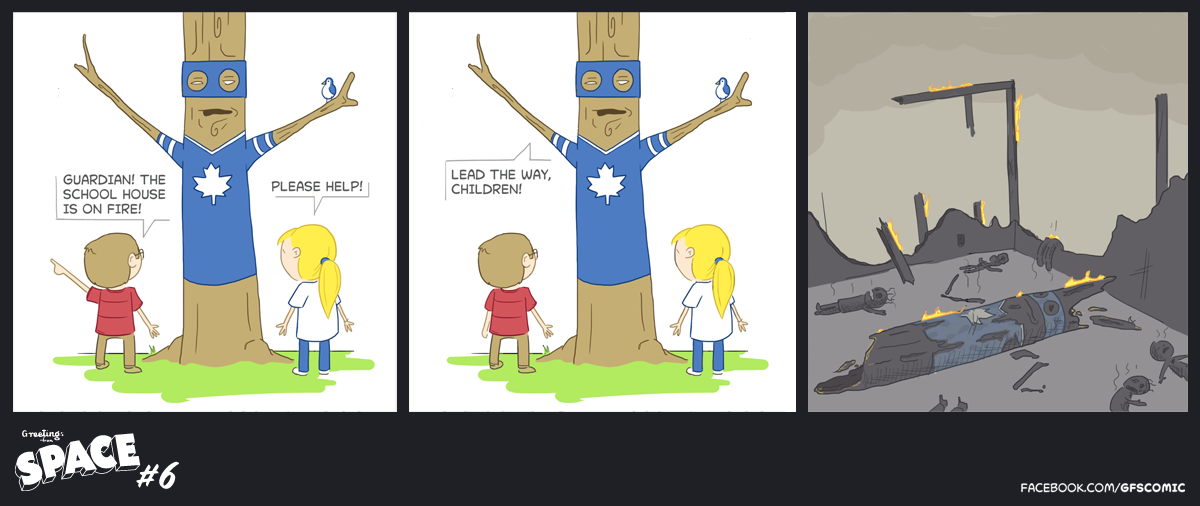 GUARDIAN! THE
SCHOOL HOUSE
IS ON FIRE!
PLEASE HELP!
LEAD THE WAY,
CHILDREN!
Greetings
from
SPACE
#6
FACEBOOK.COM/GFSCOMIC